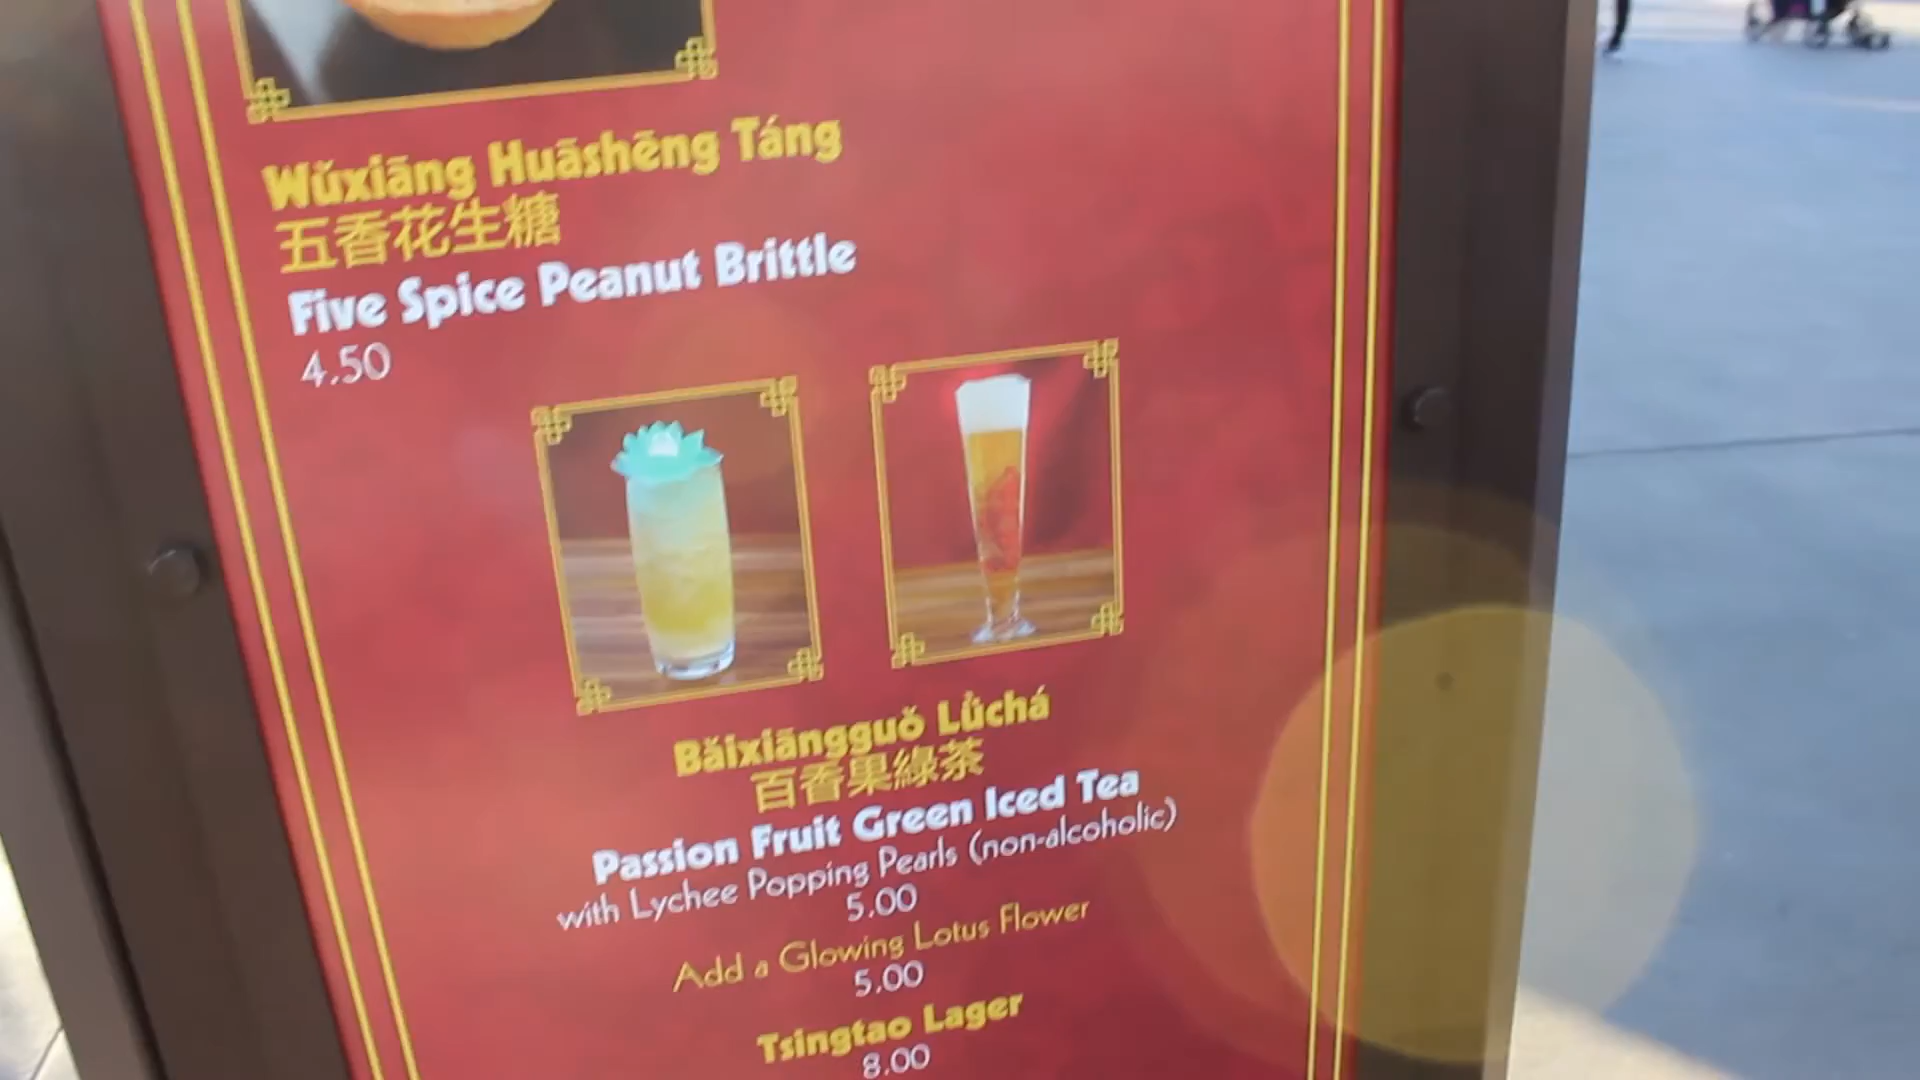 Wǔxiāng Huāshēng Táng
五香花生糖
Five Spice Peanut Brittle
4.50
Bǎixiāngguǒ Lǜchá
百香果綠茶
Passion Fruit Green Iced Tea
with Lychee Popping Pearls (non-alcoholic)
5.00
Add a Glowing Lotus Flower
5.00
Tsingtao Lager
8.00